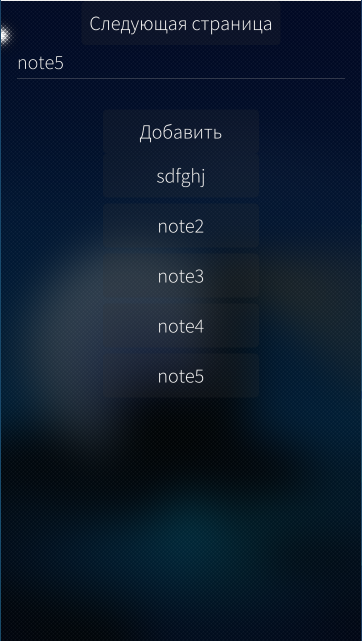 Следующая страница
note5
Добавить
sdfghj
note2
note3
note4
note5